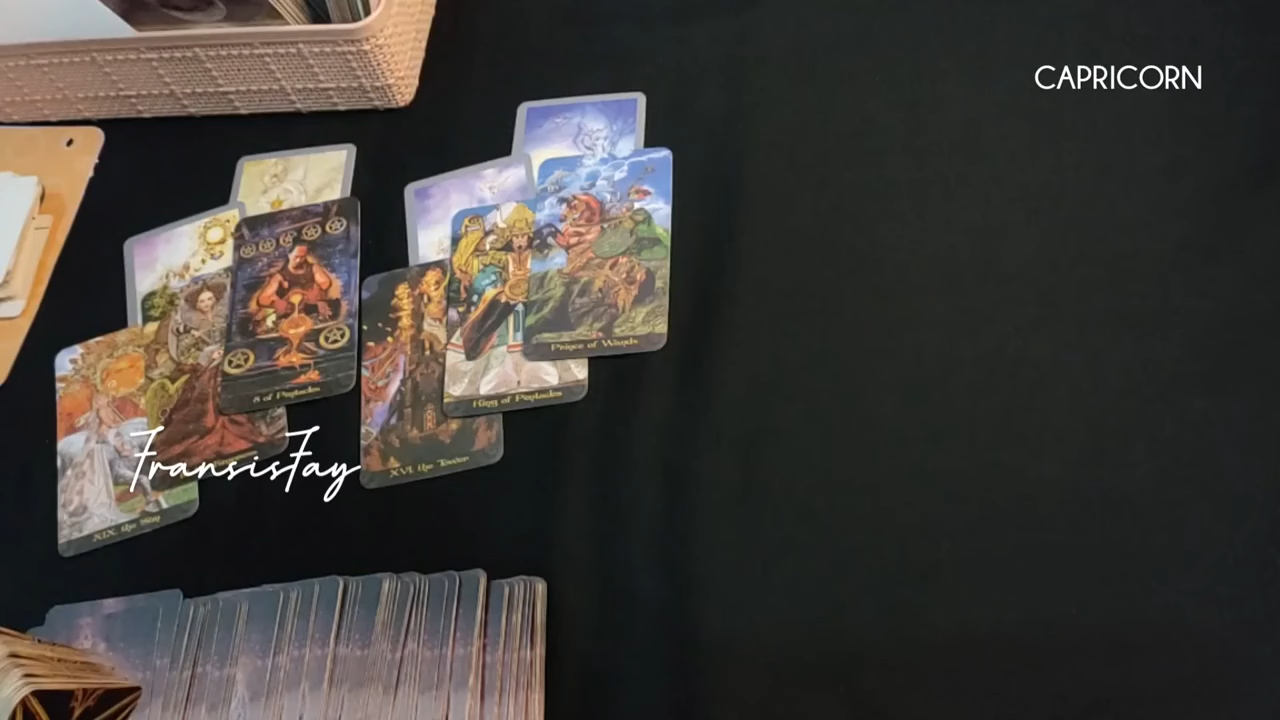 CAPRICORN
8 of Pentacles
Prince of Wands
King of Pentacles
XVI. the Tower
FransisFay
XIX. the Sun